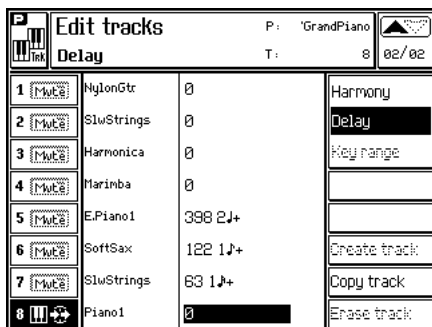 P Edit tracks P: 'GrandPiano
Trk Delay T: 8 02/02
1 Mute NylonGtr 0 Harmony
2 Mute SlwStrings 0 Delay
3 Mute Harmonica 0 Key range
4 Mute Marimba 0
5 Mute E.Piano1 398 2♩+
6 Mute SoftSax 122 1♪+ Create track
7 Mute SlwStrings 63 1♪+ Copy track
8 Piano1 0 Erase track